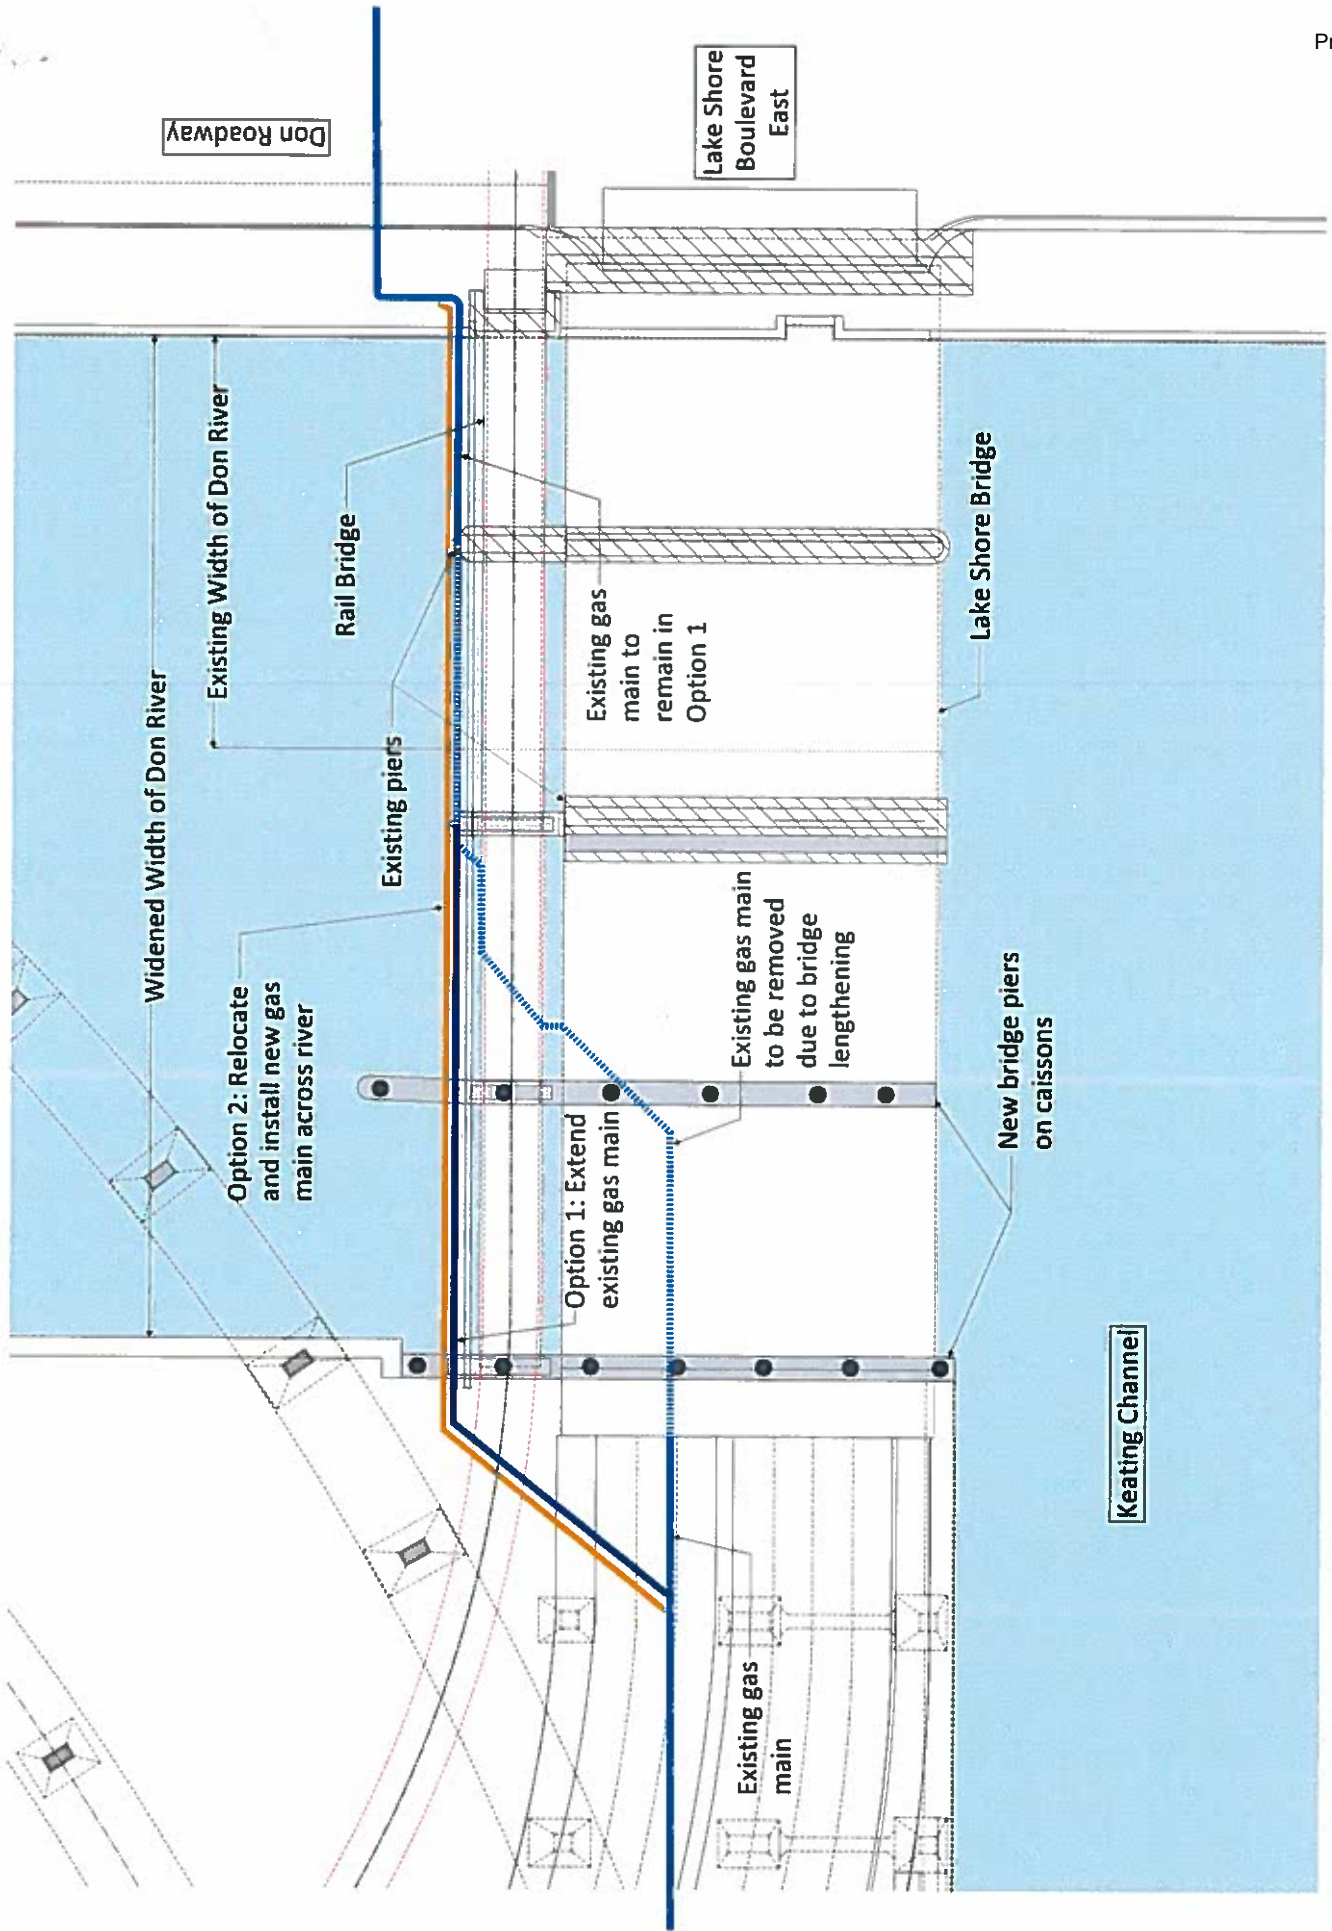 Pr
Don Roadway
Lake Shore
Boulevard
East
Widened Width of Don River
Existing Width of Don River
Rail Bridge
Existing piers
Option 2: Relocate
and install new gas
main across river
Existing gas
main to
remain in
Option 1
Lake Shore Bridge
Option 1: Extend
existing gas main
Existing gas main
to be removed
due to bridge
lengthening
New bridge piers
on caissons
Existing gas
main
Keating Channel